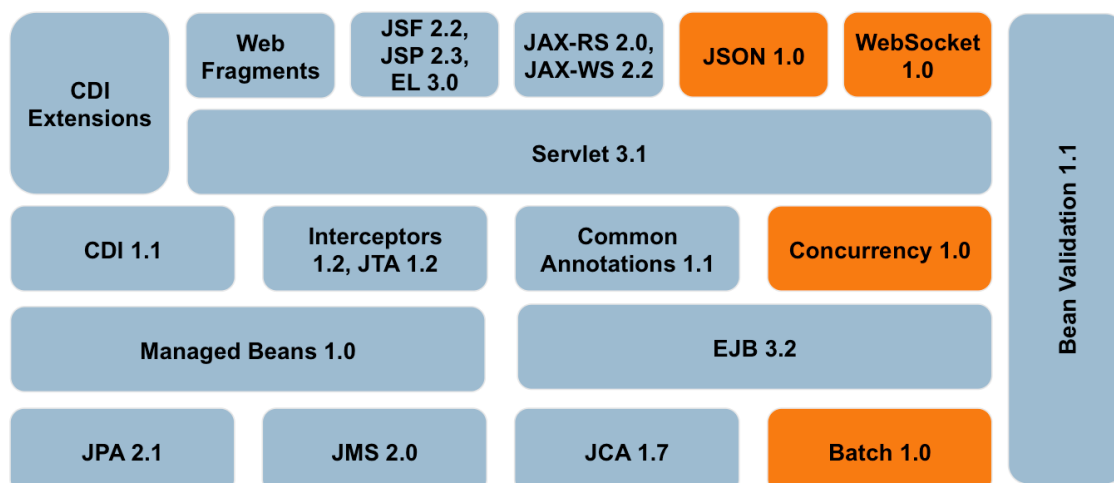 CDI
Extensions
Web
Fragments
JSF 2.2,
JSP 2.3,
EL 3.0
JAX-RS 2.0,
JAX-WS 2.2
JSON 1.0
WebSocket
1.0
Servlet 3.1
Bean Validation 1.1
CDI 1.1
Interceptors
1.2, JTA 1.2
Common
Annotations 1.1
Concurrency 1.0
Managed Beans 1.0
EJB 3.2
JPA 2.1
JMS 2.0
JCA 1.7
Batch 1.0